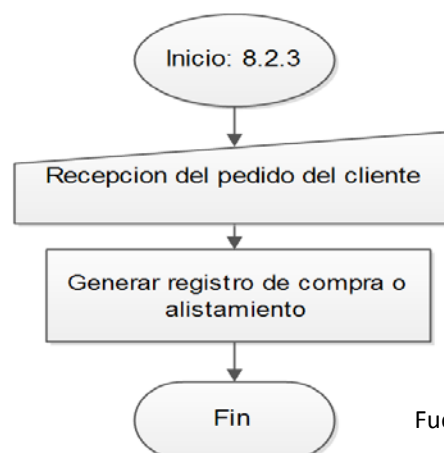 Inicio: 8.2.3
Recepcion del pedido del cliente
Generar registro de compra o
alistamiento
Fin